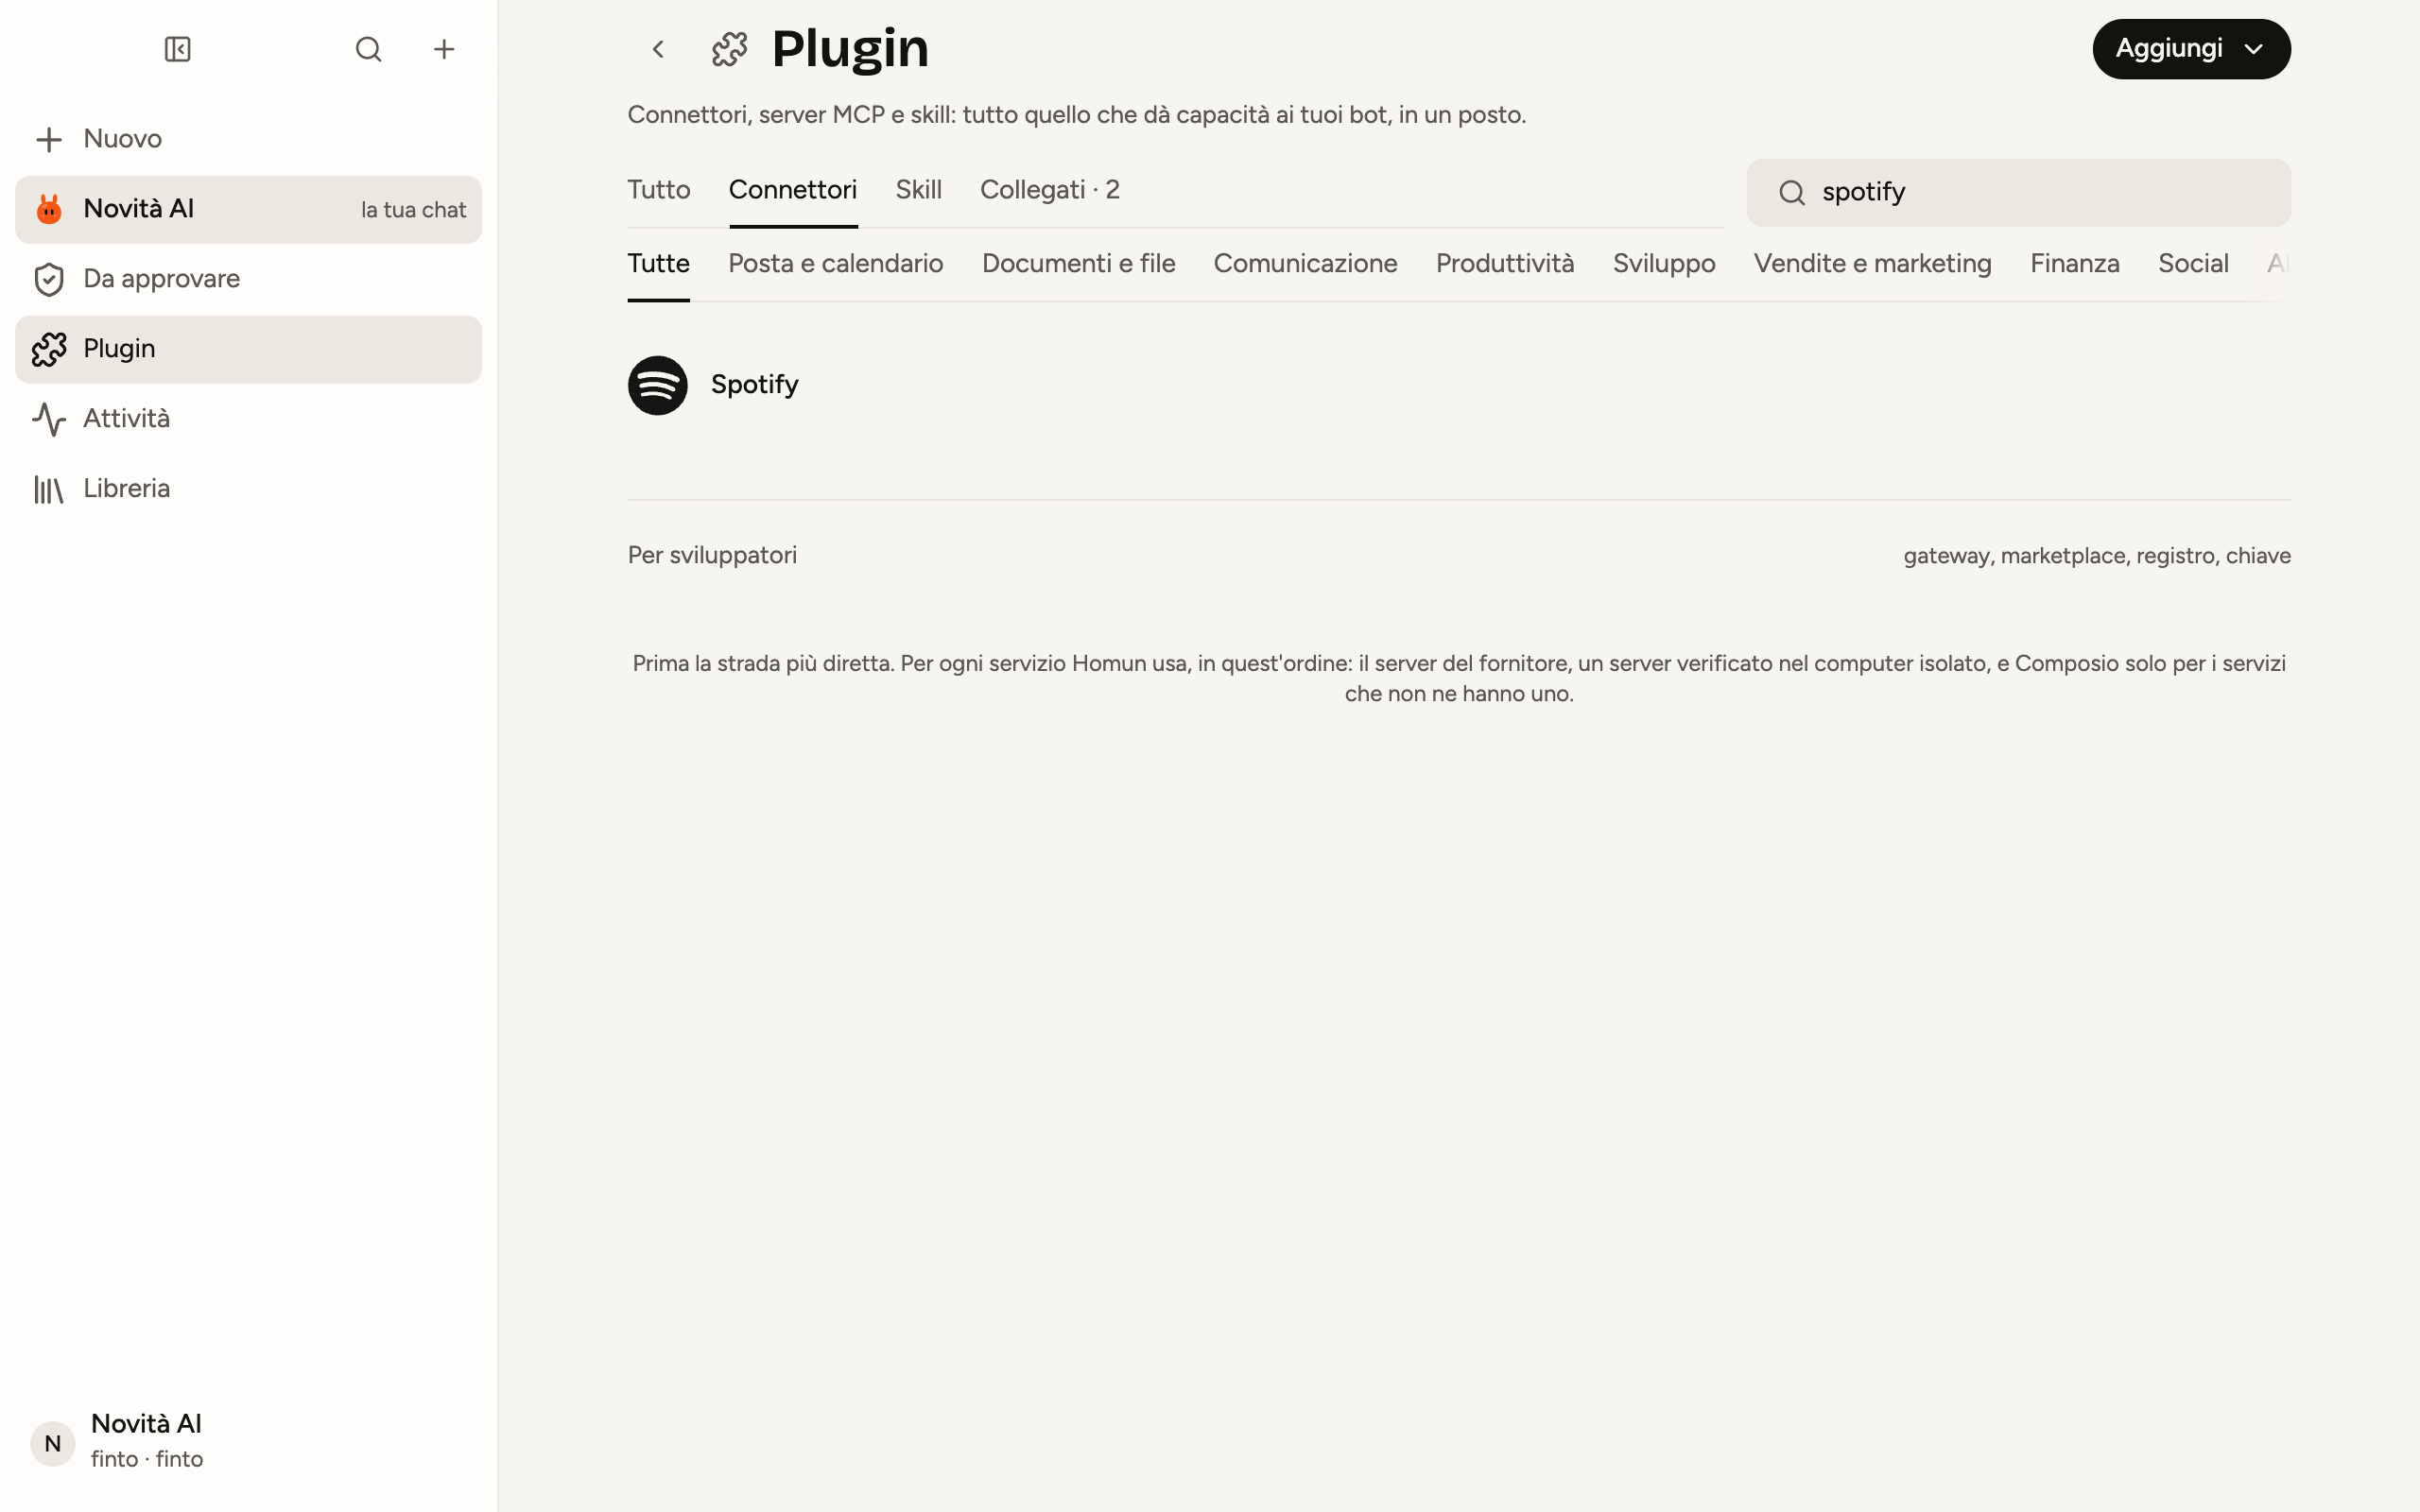 Plugin
Aggiungi
Connettori, server MCP e skill: tutto quello che dà capacità ai tuoi bot, in un posto.
Nuovo
Novità AI la tua chat
Da approvare
Plugin
Attività
Libreria
Tutto Connettori Skill Collegati · 2
spotify
Tutte Posta e calendario Documenti e file Comunicazione Produttività Sviluppo Vendite e marketing Finanza Social
Spotify
Per sviluppatori gateway, marketplace, registro, chiave
Prima la strada più diretta. Per ogni servizio Homun usa, in quest'ordine: il server del fornitore, un server verificato nel computer isolato, e Composio solo per i servizi
che non ne hanno uno.
N
Novità AI
finto · finto